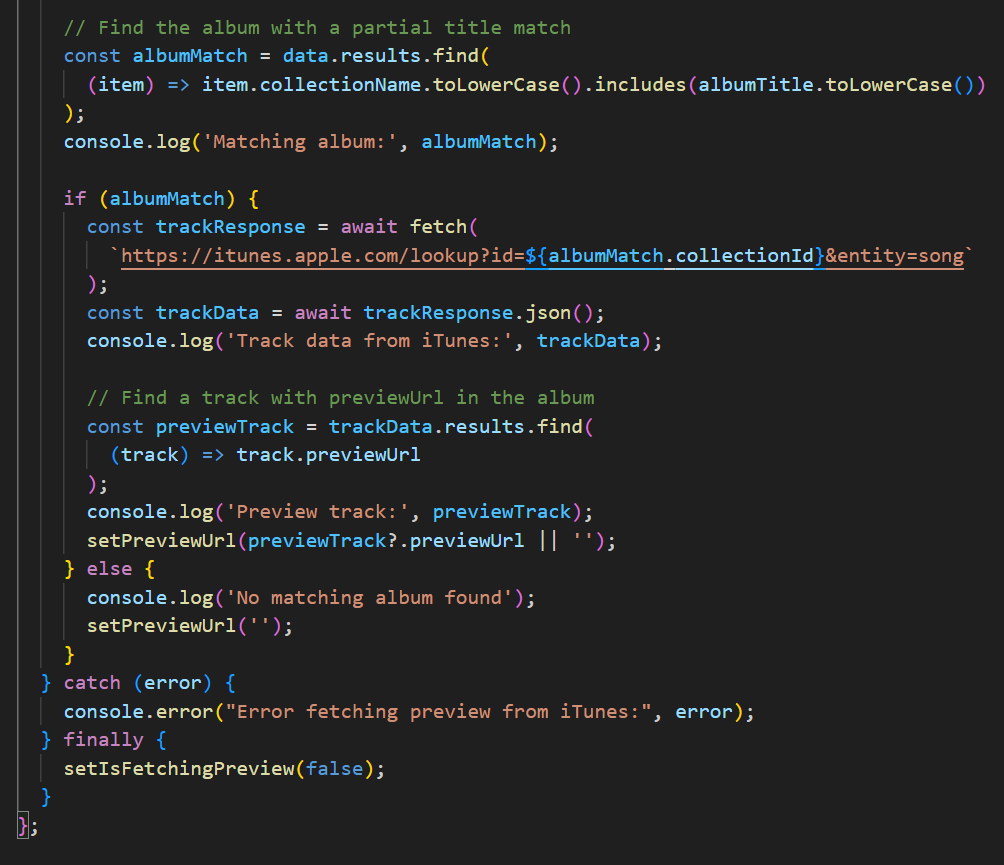 // Find the album with a partial title match
const albumMatch = data.results.find(
(item) => item.collectionName.toLowerCase().includes(albumTitle.toLowerCase())
);
console.log('Matching album:', albumMatch);
if (albumMatch) {
const trackResponse = await fetch(
`https://itunes.apple.com/lookup?id=${albumMatch.collectionId}&entity=song`
);
const trackData = await trackResponse.json();
console.log('Track data from iTunes:', trackData);
// Find a track with previewUrl in the album
const previewTrack = trackData.results.find(
(track) => track.previewUrl
);
console.log('Preview track:', previewTrack);
setPreviewUrl(previewTrack?.previewUrl || '');
} else {
console.log('No matching album found');
setPreviewUrl('');
}
} catch (error) {
console.error("Error fetching preview from iTunes:", error);
} finally {
setIsFetchingPreview(false);
}
};